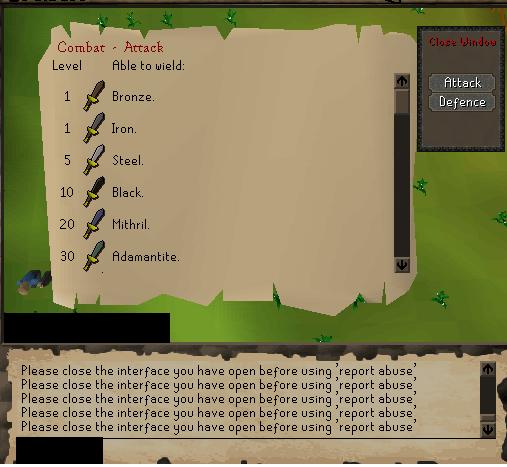 Combat - Attack
Level Able to wield:
1 Bronze.
1 Iron.
5 Steel.
10 Black.
20 Mithril.
30 Adamantite.
Close Window
Attack
Defence
Please close the interface you have open before using 'report abuse'
Please close the interface you have open before using 'report abuse'
Please close the interface you have open before using 'report abuse'
Please close the interface you have open before using 'report abuse'
Please close the interface you have open before using 'report abuse'